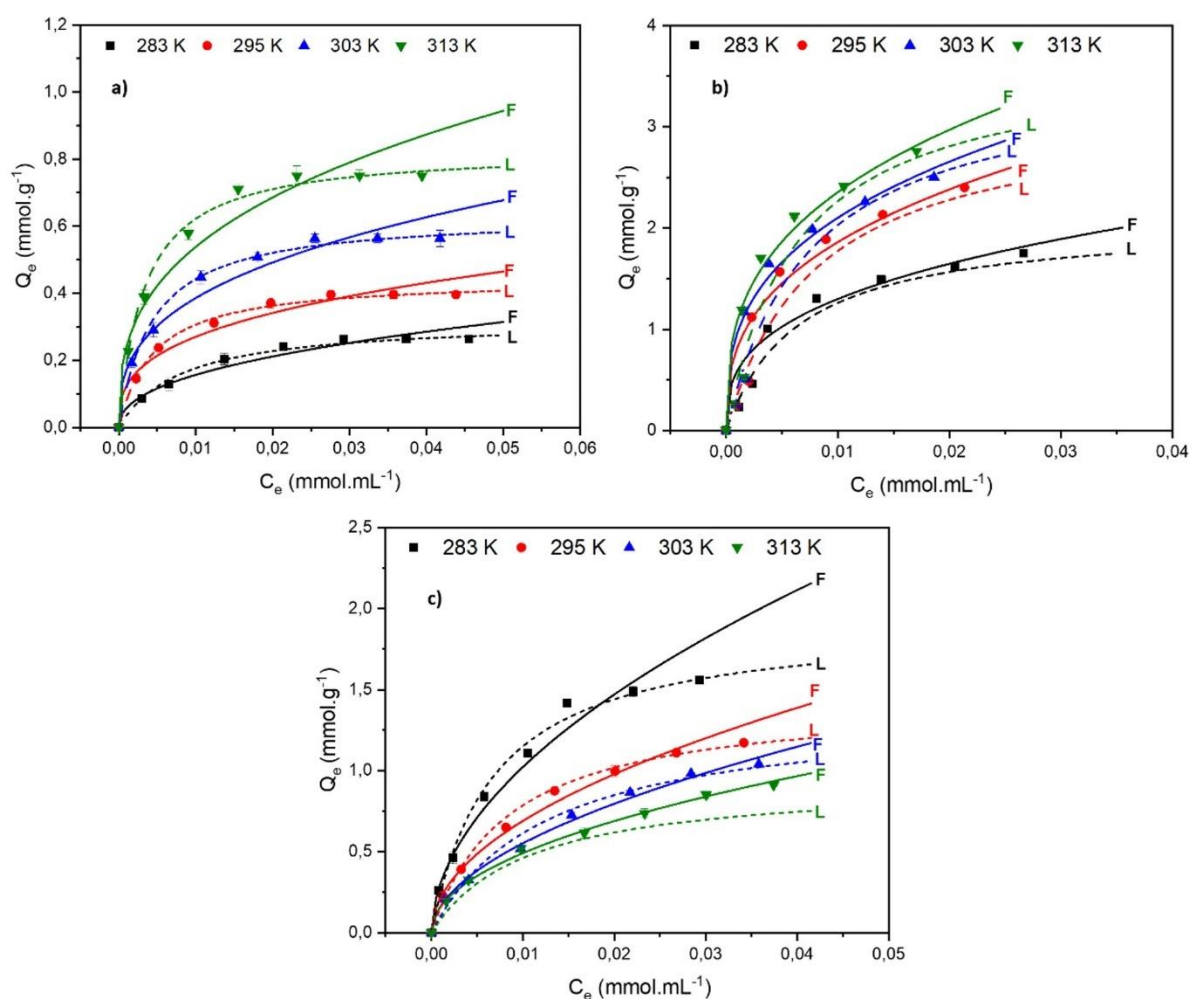 283 K 295 K 303 K 313 K
a)
1,2
1,0
0,8
0,6
0,4
0,2
0,0
Qe (mmol.g-1)
F
L
F
L
F
L
F
L
0,00 0,01 0,02 0,03 0,04 0,05 0,06
Ce (mmol.mL-1)
283 K 295 K 303 K 313 K
b)
4
3
2
1
0
Qe (mmol.g-1)
F
L
F
L
F
L
F
L
0,00 0,01 0,02 0,03 0,04
Ce (mmol.mL-1)
283 K 295 K 303 K 313 K
c)
2,5
2,0
1,5
1,0
0,5
0,0
Qe (mmol.g-1)
F
L
F
L
F
L
F
L
0,00 0,01 0,02 0,03 0,04 0,05
Ce (mmol.mL-1)